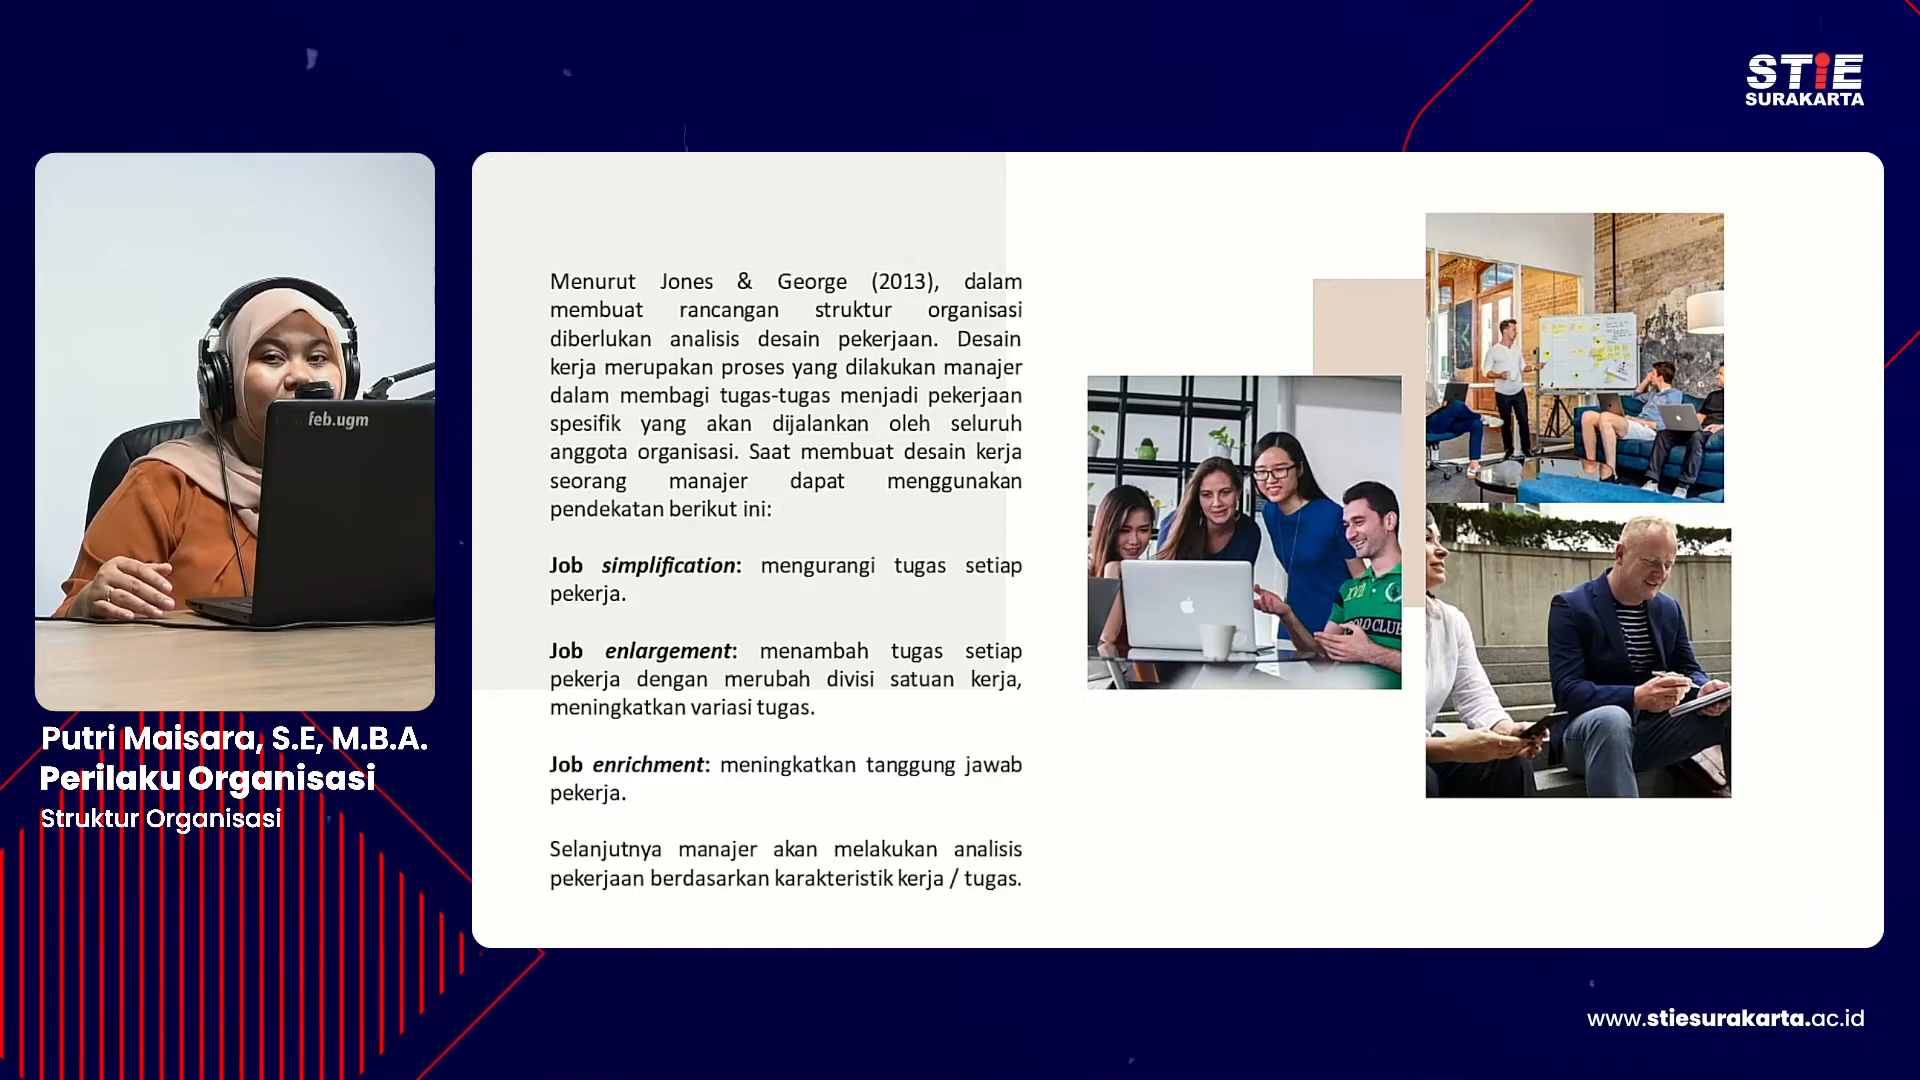 STiE
SURAKARTA
feb.ugm
Putri Maisara, S.E, M.B.A.
Perilaku Organisasi
Struktur Organisasi
Menurut Jones & George (2013), dalam
membuat rancangan struktur organisasi
diberlukan analisis desain pekerjaan. Desain
kerja merupakan proses yang dilakukan manajer
dalam membagi tugas-tugas menjadi pekerjaan
spesifik yang akan dijalankan oleh seluruh
anggota organisasi. Saat membuat desain kerja
seorang manajer dapat menggunakan
pendekatan berikut ini:
Job simplification: mengurangi tugas setiap
pekerja.
Job enlargement: menambah tugas setiap
pekerja dengan merubah divisi satuan kerja,
meningkatkan variasi tugas.
Job enrichment: meningkatkan tanggung jawab
pekerja.
Selanjutnya manajer akan melakukan analisis
pekerjaan berdasarkan karakteristik kerja / tugas.
www.stiesurakarta.ac.id